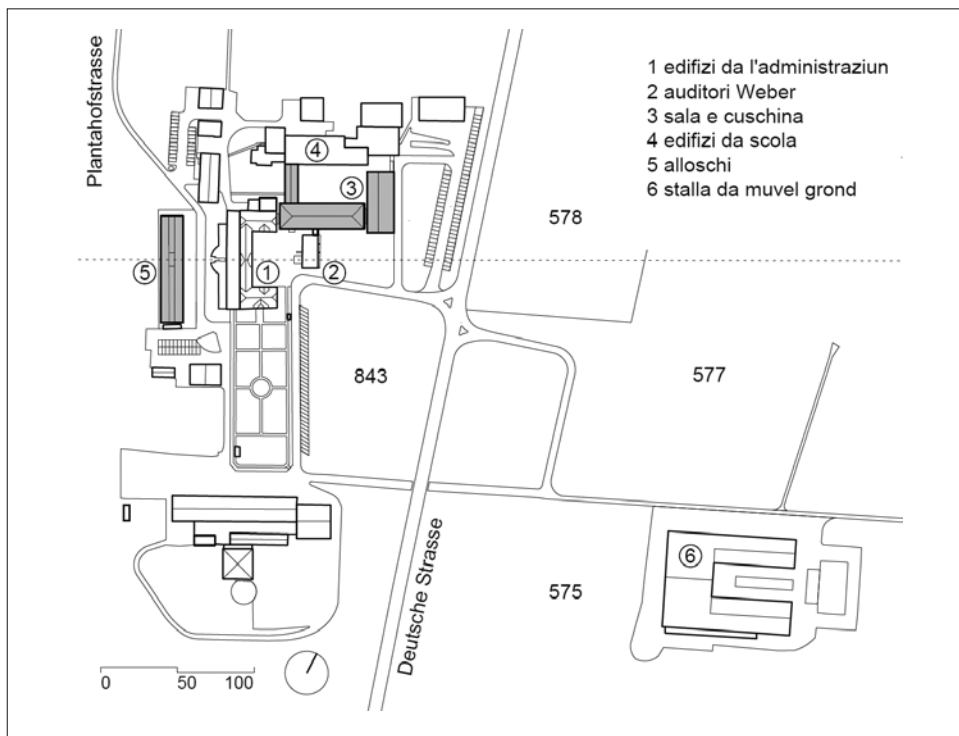 Plantahofstrasse
1 edifizi da l'administraziun
2 auditori Weber
3 sala e cuschina
4 edifizi da scola
5 alloschi
6 stalla da muvel grond
4
3
578
5
1
2
843
577
6
575
Deutsche Strasse
0 50 100